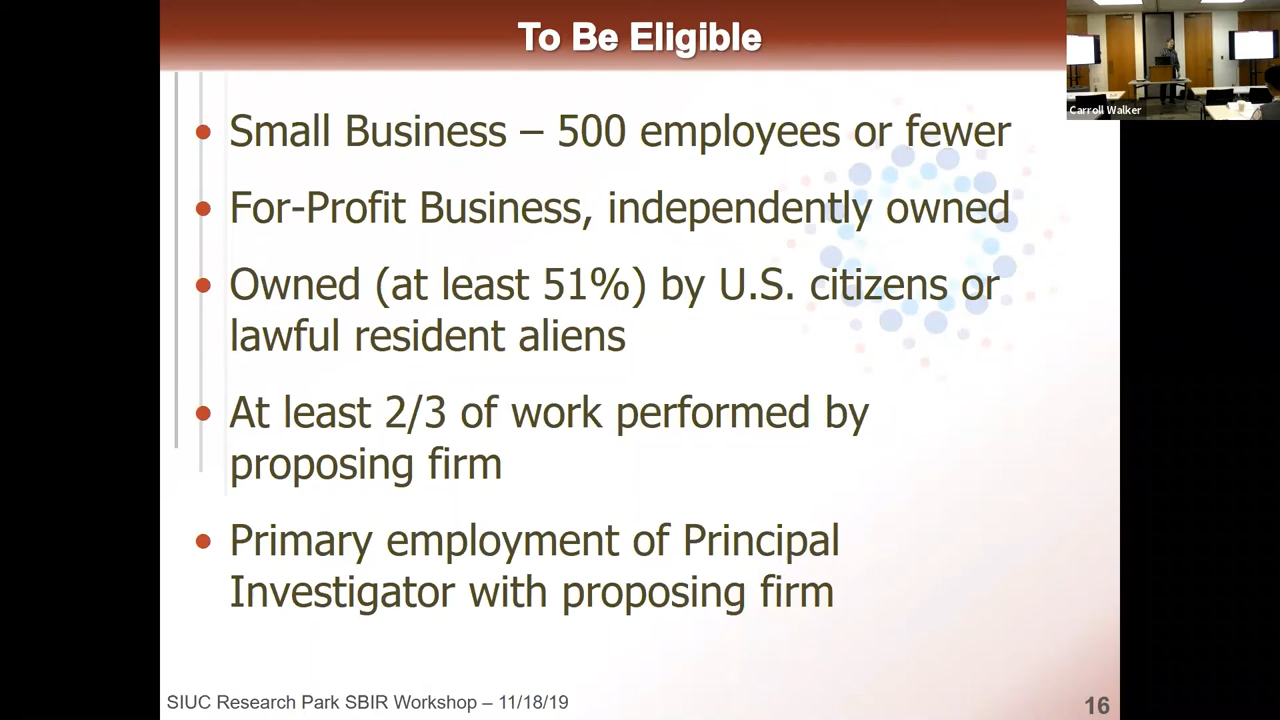 To Be Eligible
Carroll Walker
• Small Business – 500 employees or fewer
• For-Profit Business, independently owned
• Owned (at least 51%) by U.S. citizens or
lawful resident aliens
• At least 2/3 of work performed by
proposing firm
• Primary employment of Principal
Investigator with proposing firm
SIUC Research Park SBIR Workshop – 11/18/19
16